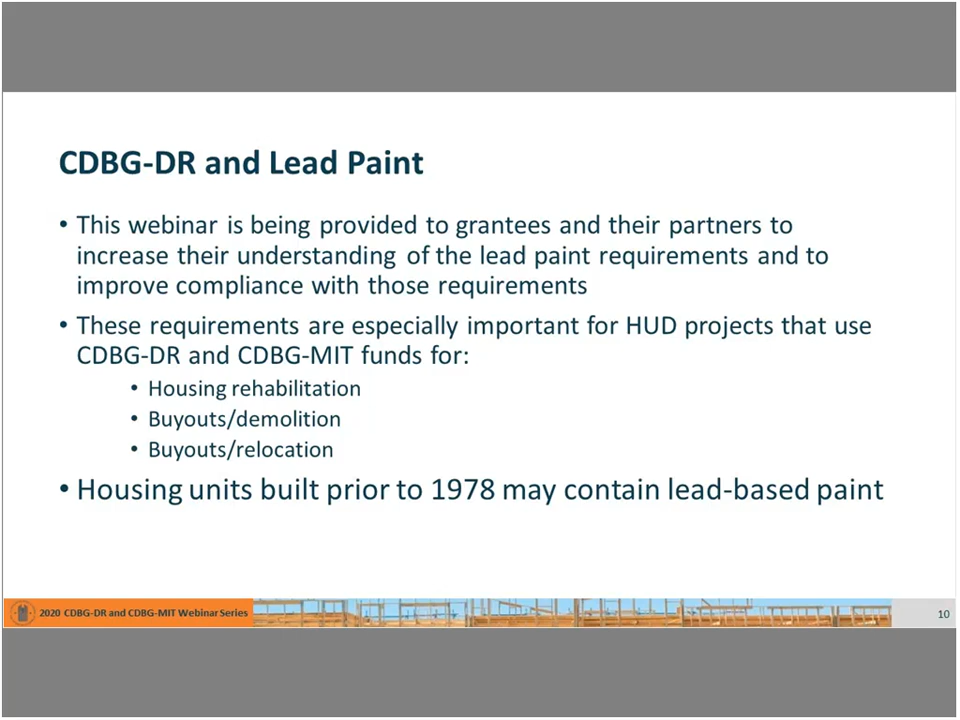 CDBG-DR and Lead Paint
• This webinar is being provided to grantees and their partners to
increase their understanding of the lead paint requirements and to
improve compliance with those requirements
• These requirements are especially important for HUD projects that use
CDBG-DR and CDBG-MIT funds for:
• Housing rehabilitation
• Buyouts/demolition
• Buyouts/relocation
• Housing units built prior to 1978 may contain lead-based paint
2020 CDBG-DR and CDBG-MIT Webinar Series
10